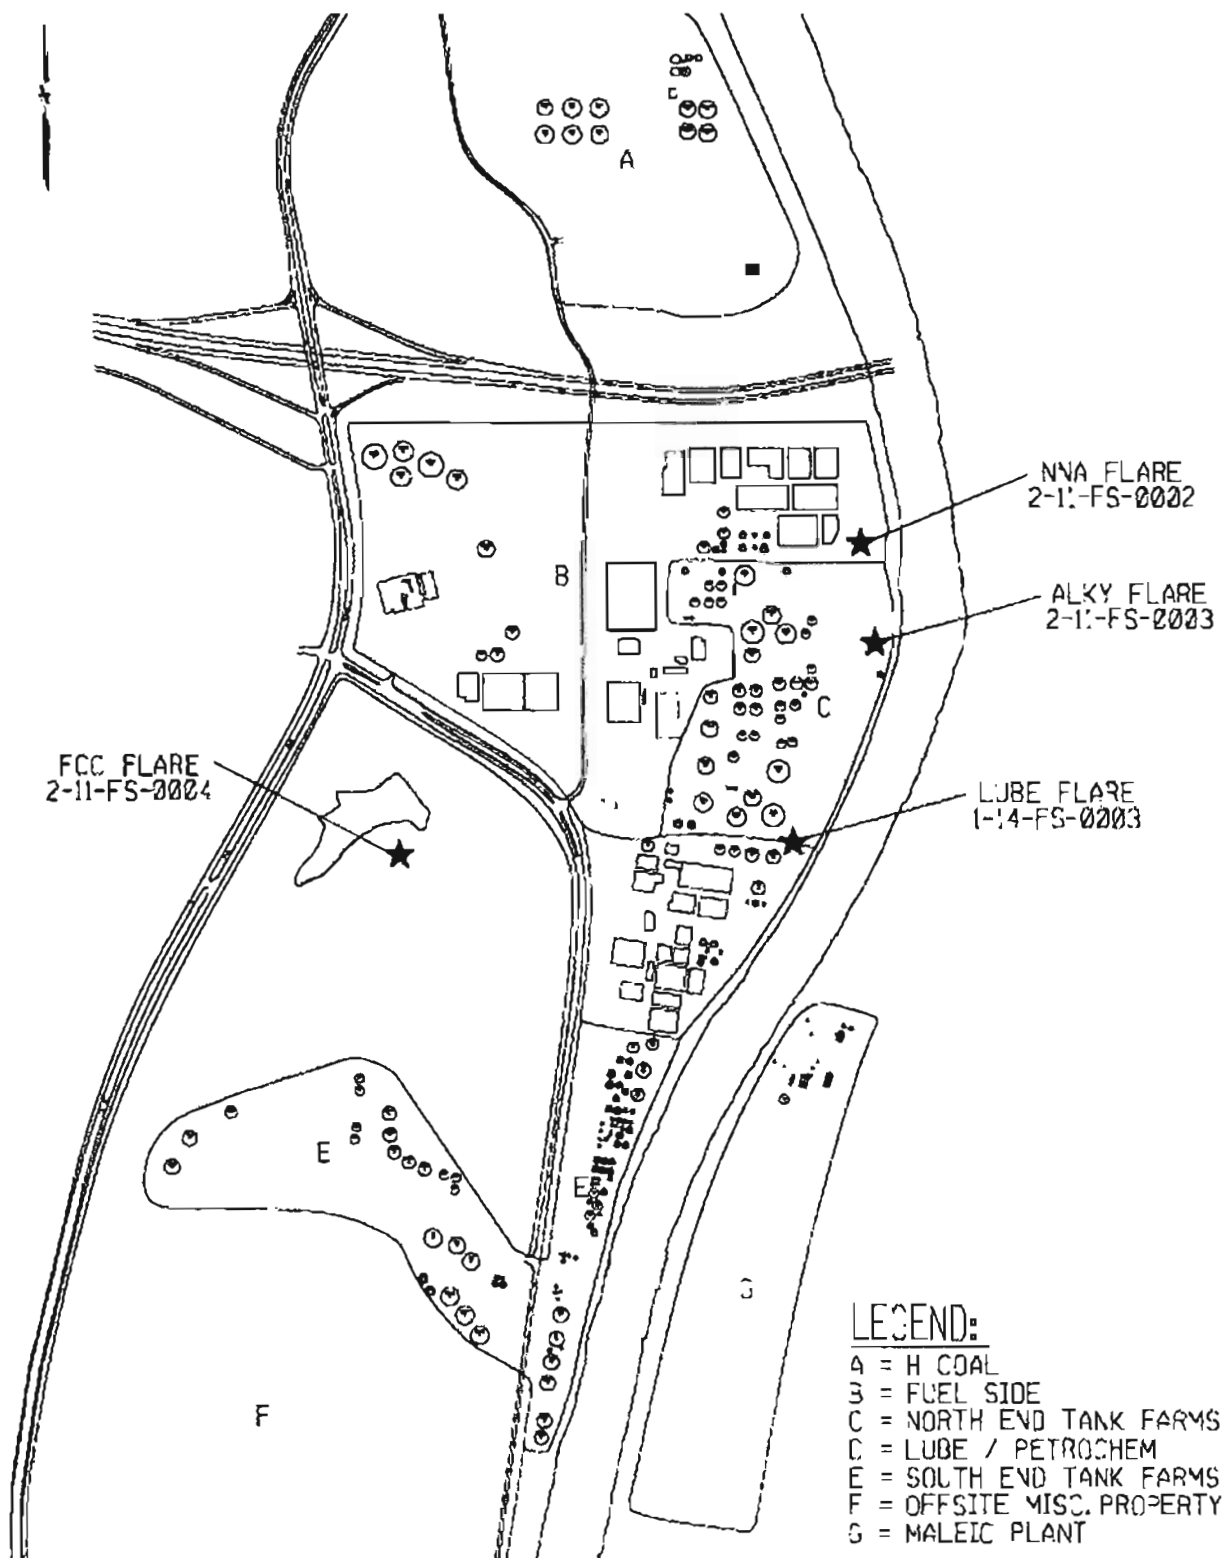 A
NNA FLARE
2-11-FS-0002
B
ALKY FLARE
2-11-FS-0003
C
FCC FLARE
2-11-FS-0004
LUBE FLARE
1-14-FS-0003
E
E
G
F
LEGEND:
A = H COAL
B = FUEL SIDE
C = NORTH END TANK FARMS
C = LUBE / PETROCHEM
E = SOUTH END TANK FARMS
F = OFFSITE MISC. PROPERTY
G = MALEIC PLANT